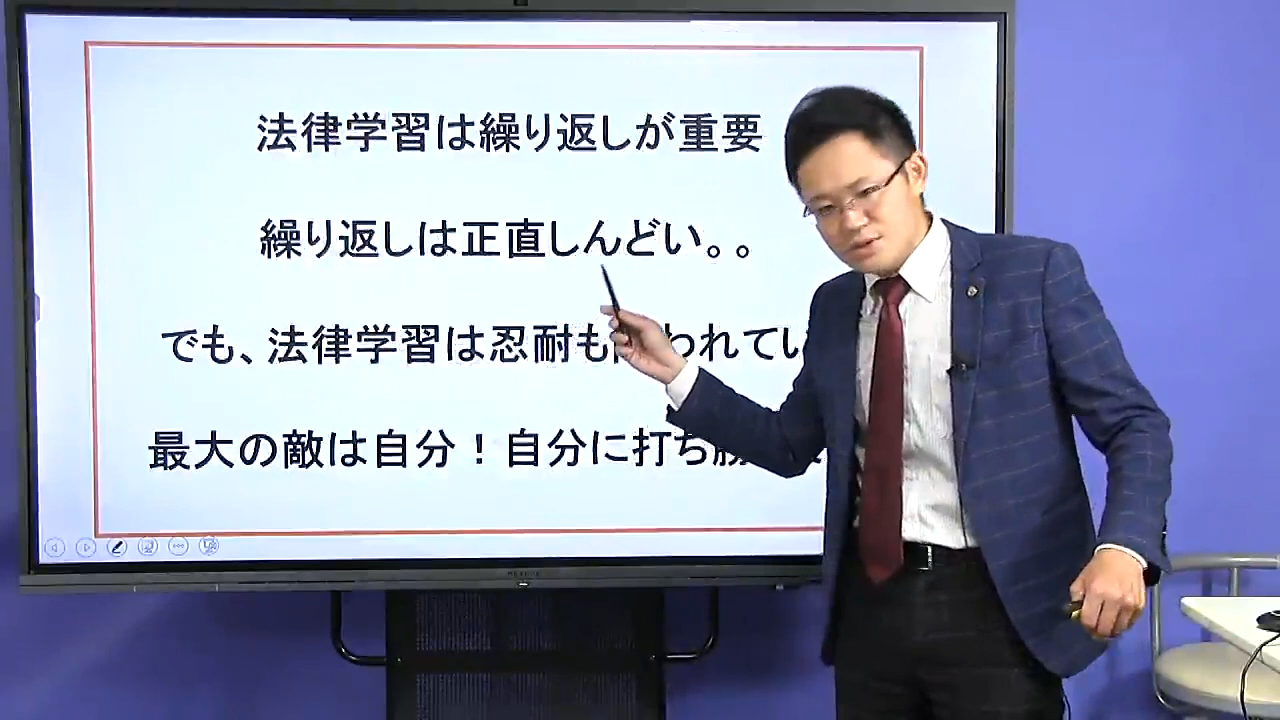 法律学習は繰り返しが重要
繰り返しは正直しんどい。。
でも、法律学習は忍耐も われてい
最大の敵は自分！自分に打ち勝